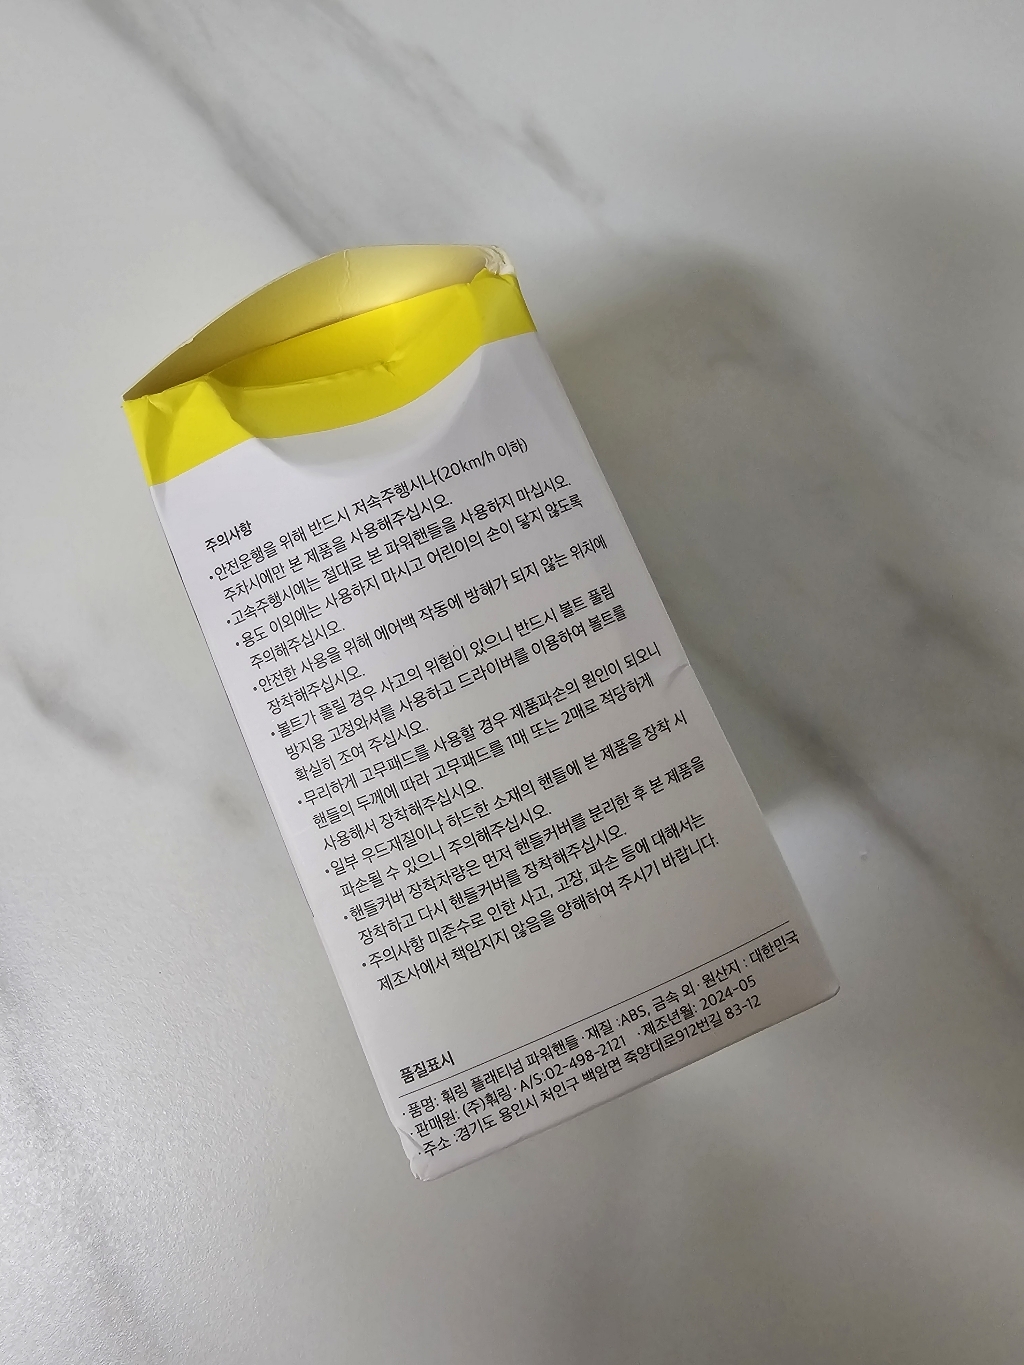 주의사항
•안전운행을 위해 반드시 저속주행시나(20km/h 이하)
주차시에만 본 제품을 사용해주십시오.
•고속주행시에는 절대로 본 파워핸들을 사용하지 마십시오.
•용도 이외에는 사용하지 마시고 어린이의 손이 닿지 않도록
주의해주십시오.
•안전한 사용을 위해 에어백 작동에 방해가 되지 않는 위치에
장착해주십시오.
•볼트가 풀릴 경우 사고의 위험이 있으니 반드시 볼트 풀림
방지용 고정와셔를 사용하고 드라이버를 이용하여 볼트를
확실히 조여 주십시오.
•무리하게 고무패드를 사용할 경우 제품파손의 원인이 되오니
핸들의 두께에 따라 고무패드를 1매 또는 2매로 적당하게
사용해서 장착해주십시오.
•일부 우드재질이나 하드한 소재의 핸들에 본 제품을 장착 시
파손될 수 있으니 주의해주십시오.
•핸들커버 장착차량은 먼저 핸들커버를 분리한 후 본 제품을
장착하고 다시 핸들커버를 장착해주십시오.
•주의사항 미준수로 인한 사고, 고장, 파손 등에 대해서는
제조사에서 책임지지 않음을 양해하여 주시기 바랍니다.
품질표시
·품명: 훠링 플래티넘 파워핸들 ·재질 :ABS, 금속 외 · 원산지 : 대한민국
·판매원: (주)훠링 · A/S:02-498-2121 ·제조년월: 2024-05
·주소 :경기도 용인시 처인구 백암면 죽양대로912번길 83-12